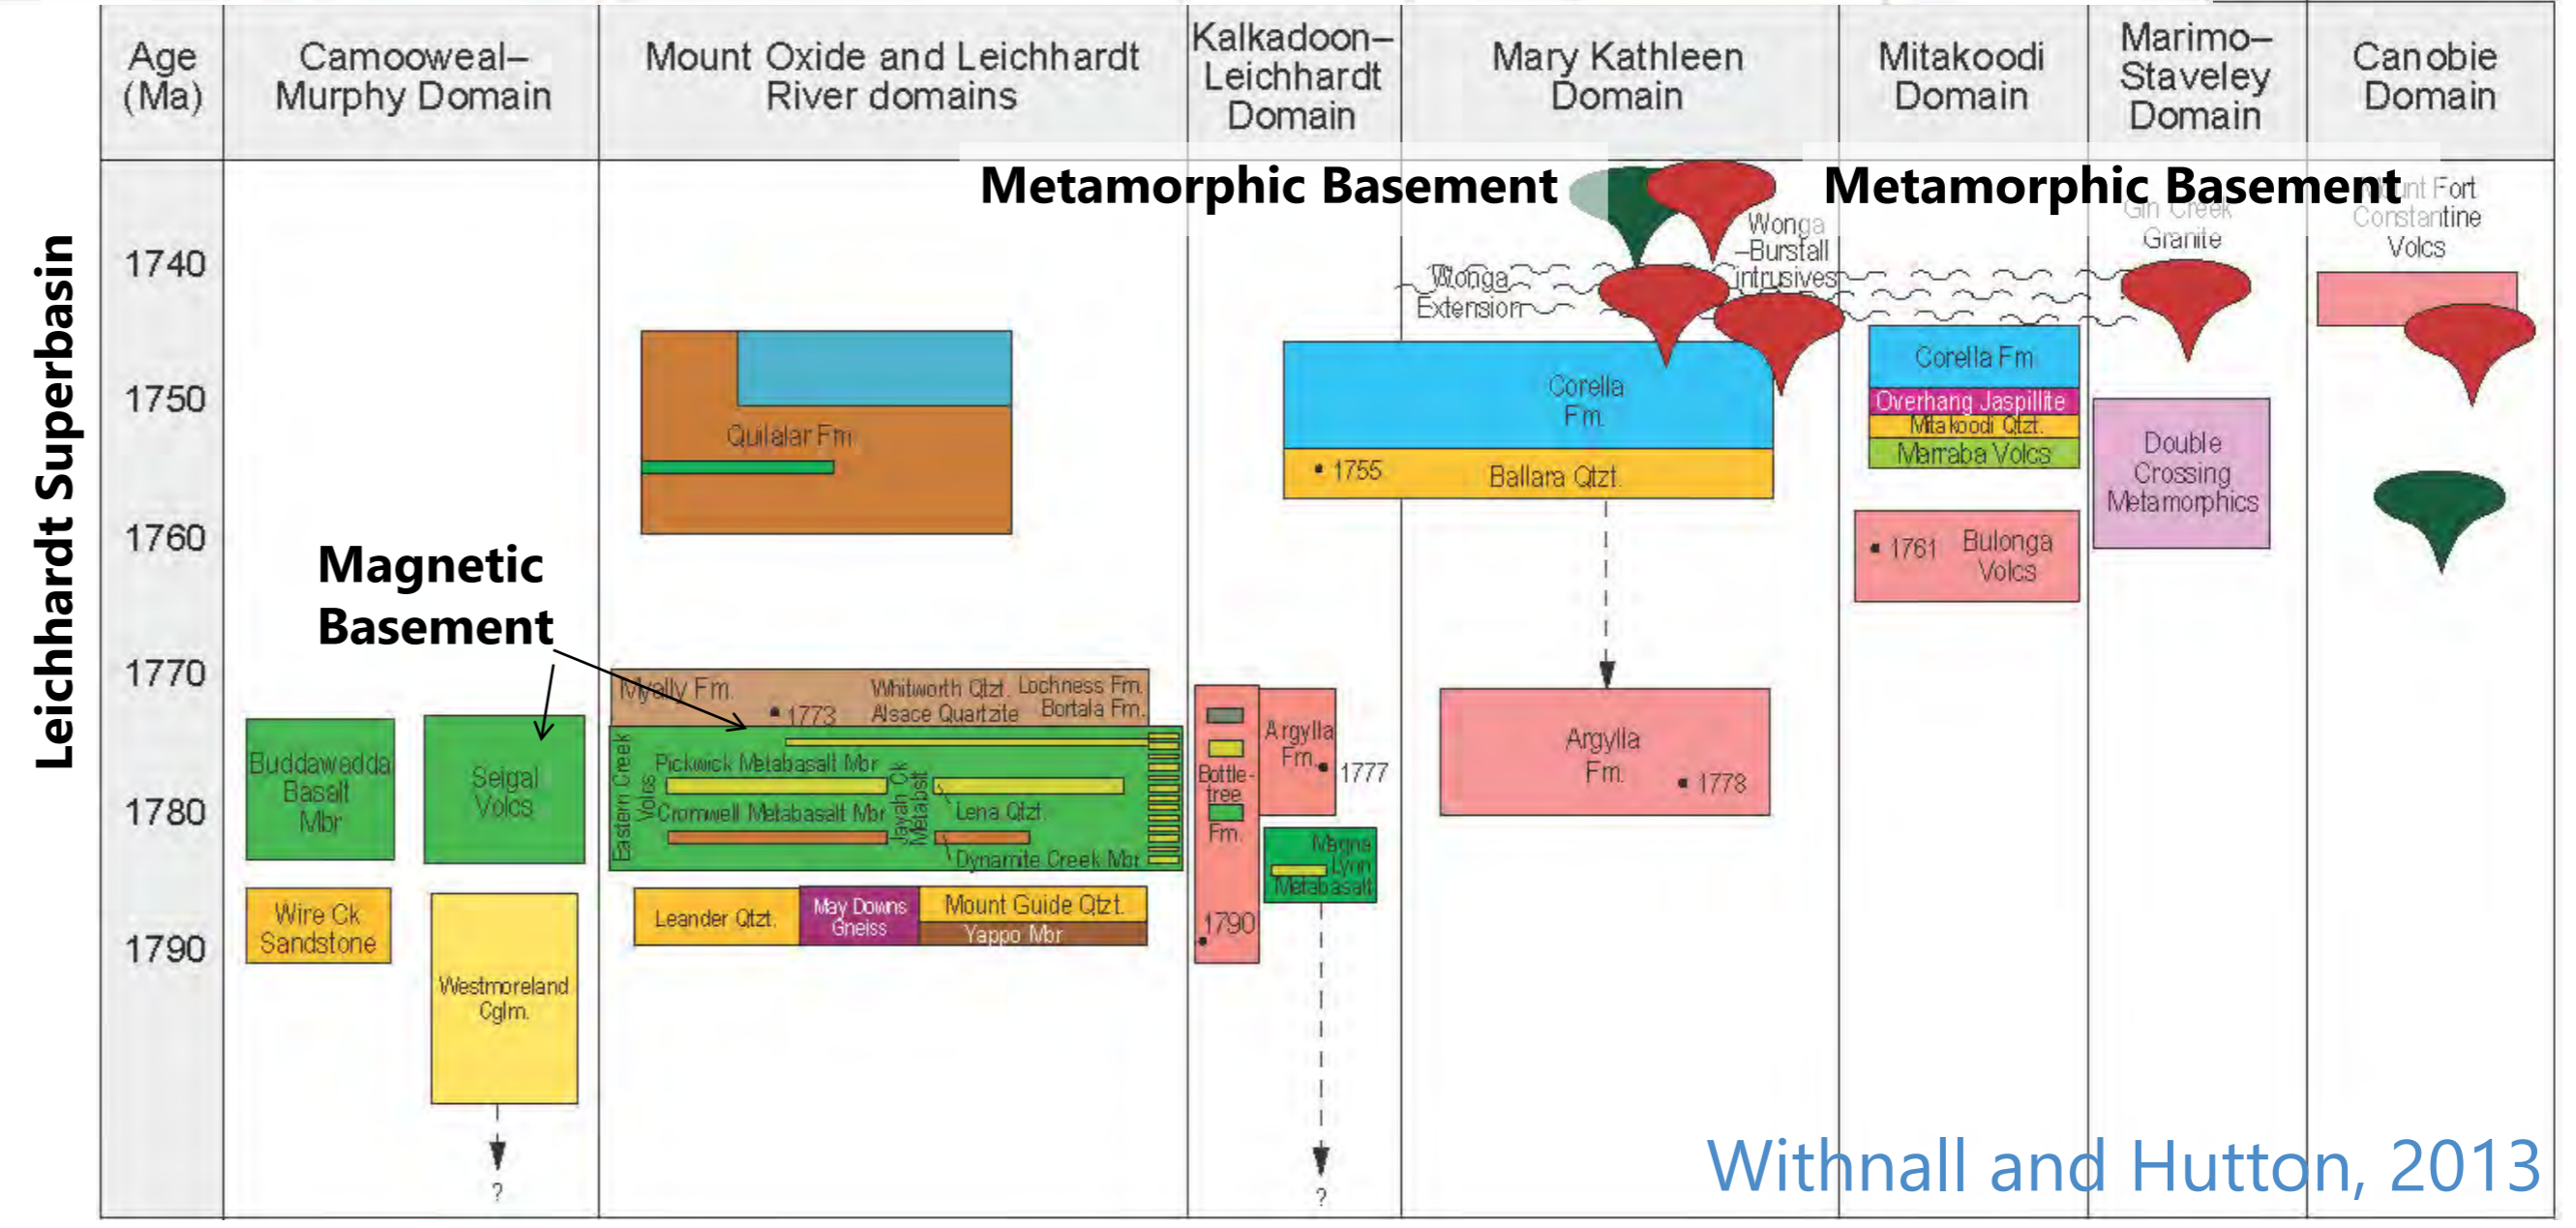 Age
(Ma)
Camooweal–
Murphy Domain
Mount Oxide and Leichhardt
River domains
Kalkadoon–
Leichhardt
Domain
Mary Kathleen
Domain
Mitakoodi
Domain
Marimo–
Staveley
Domain
Canobie
Domain
Leichhardt Superbasin
1740
1750
1760
1770
1780
1790
Metamorphic Basement
Metamorphic Basement
Magnetic
Basement
Buddawadda
Basalt
Mbr
Seigal
Volcs
Wire Ck
Sandstone
Westmoreland
Cglm.
?
Quilalar Fm
Myally Fm.
1773
Whitworth Qtzt.
Lochness Fm.
Alsace Quartzite
Bortala Fm.
Eastern Creek
Volcs
Pickwick Metabasalt Mbr
Cromwell Metabasalt Mbr
Jayah Ck
Metabslt
Lena Qtzt.
Dynamite Creek Mbr
Leander Qtzt.
May Downs
Gneiss
Mount Guide Qtzt.
Yappo Mbr
Bottle-
tree
Fm.
1790
Argylla
Fm.
1777
Magna
Lynn
Metabasalt
?
Wonga
Extension
Wonga
–Burstall
intrusives
Corella
Fm.
1755
Ballara Qtzt.
Argylla
Fm.
1778
Corella Fm
Overhang Jaspillite
Mitakoodi Qtzt.
Marraba Volcs
1761
Bulonga
Volcs
Gin Creek
Granite
Double
Crossing
Metamorphics
Fort
Constantine
Volcs
Withnall and Hutton, 2013